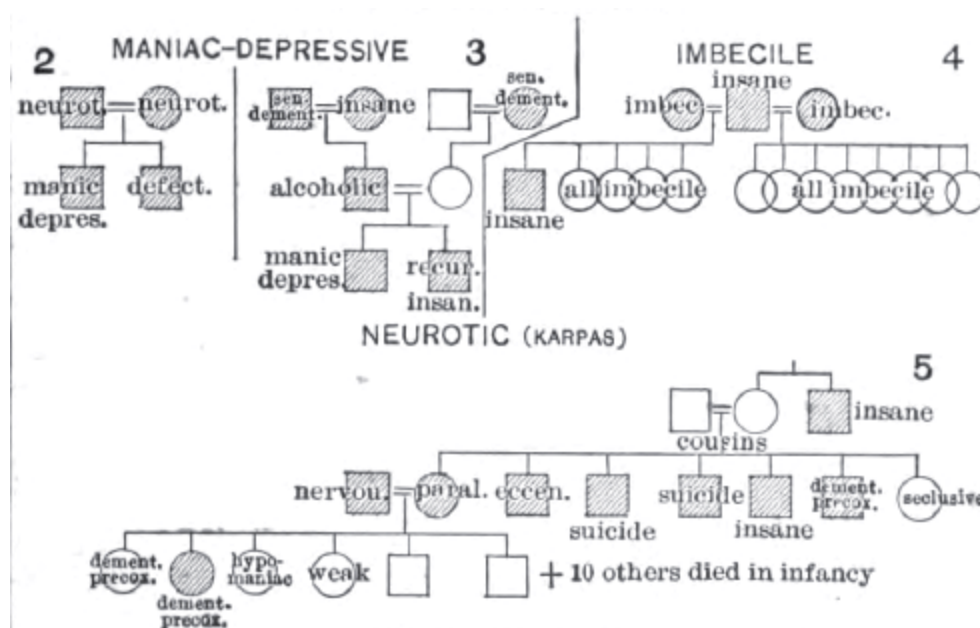 2
MANIAC-DEPRESSIVE
3
IMBECILE
4
neurot. neurot.
manic depres.
defect.
sen. dement.
insane
sen. dement.
alcoholic
manic depres.
recur. insan.
insane
imbec
imbec.
insane
all imbecile
all imbecile
NEUROTIC (KARPAS)
5
insane
cousins
nervou.
paral.
eccen.
suicide
suicide
insane
dement. precox.
seclusive
dement. precox.
dement. precox.
hypo-maniac
weak
+ 10 others died in infancy